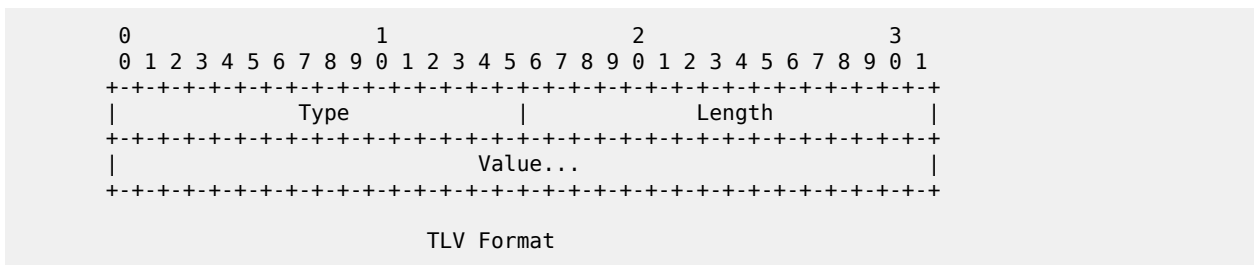 0                   1                   2                   3
 0 1 2 3 4 5 6 7 8 9 0 1 2 3 4 5 6 7 8 9 0 1 2 3 4 5 6 7 8 9 0 1
+-+-+-+-+-+-+-+-+-+-+-+-+-+-+-+-+-+-+-+-+-+-+-+-+-+-+-+-+-+-+-+-+
|              Type             |             Length            |
+-+-+-+-+-+-+-+-+-+-+-+-+-+-+-+-+-+-+-+-+-+-+-+-+-+-+-+-+-+-+-+-+
|                            Value...                           |
+-+-+-+-+-+-+-+-+-+-+-+-+-+-+-+-+-+-+-+-+-+-+-+-+-+-+-+-+-+-+-+-+
                         TLV Format